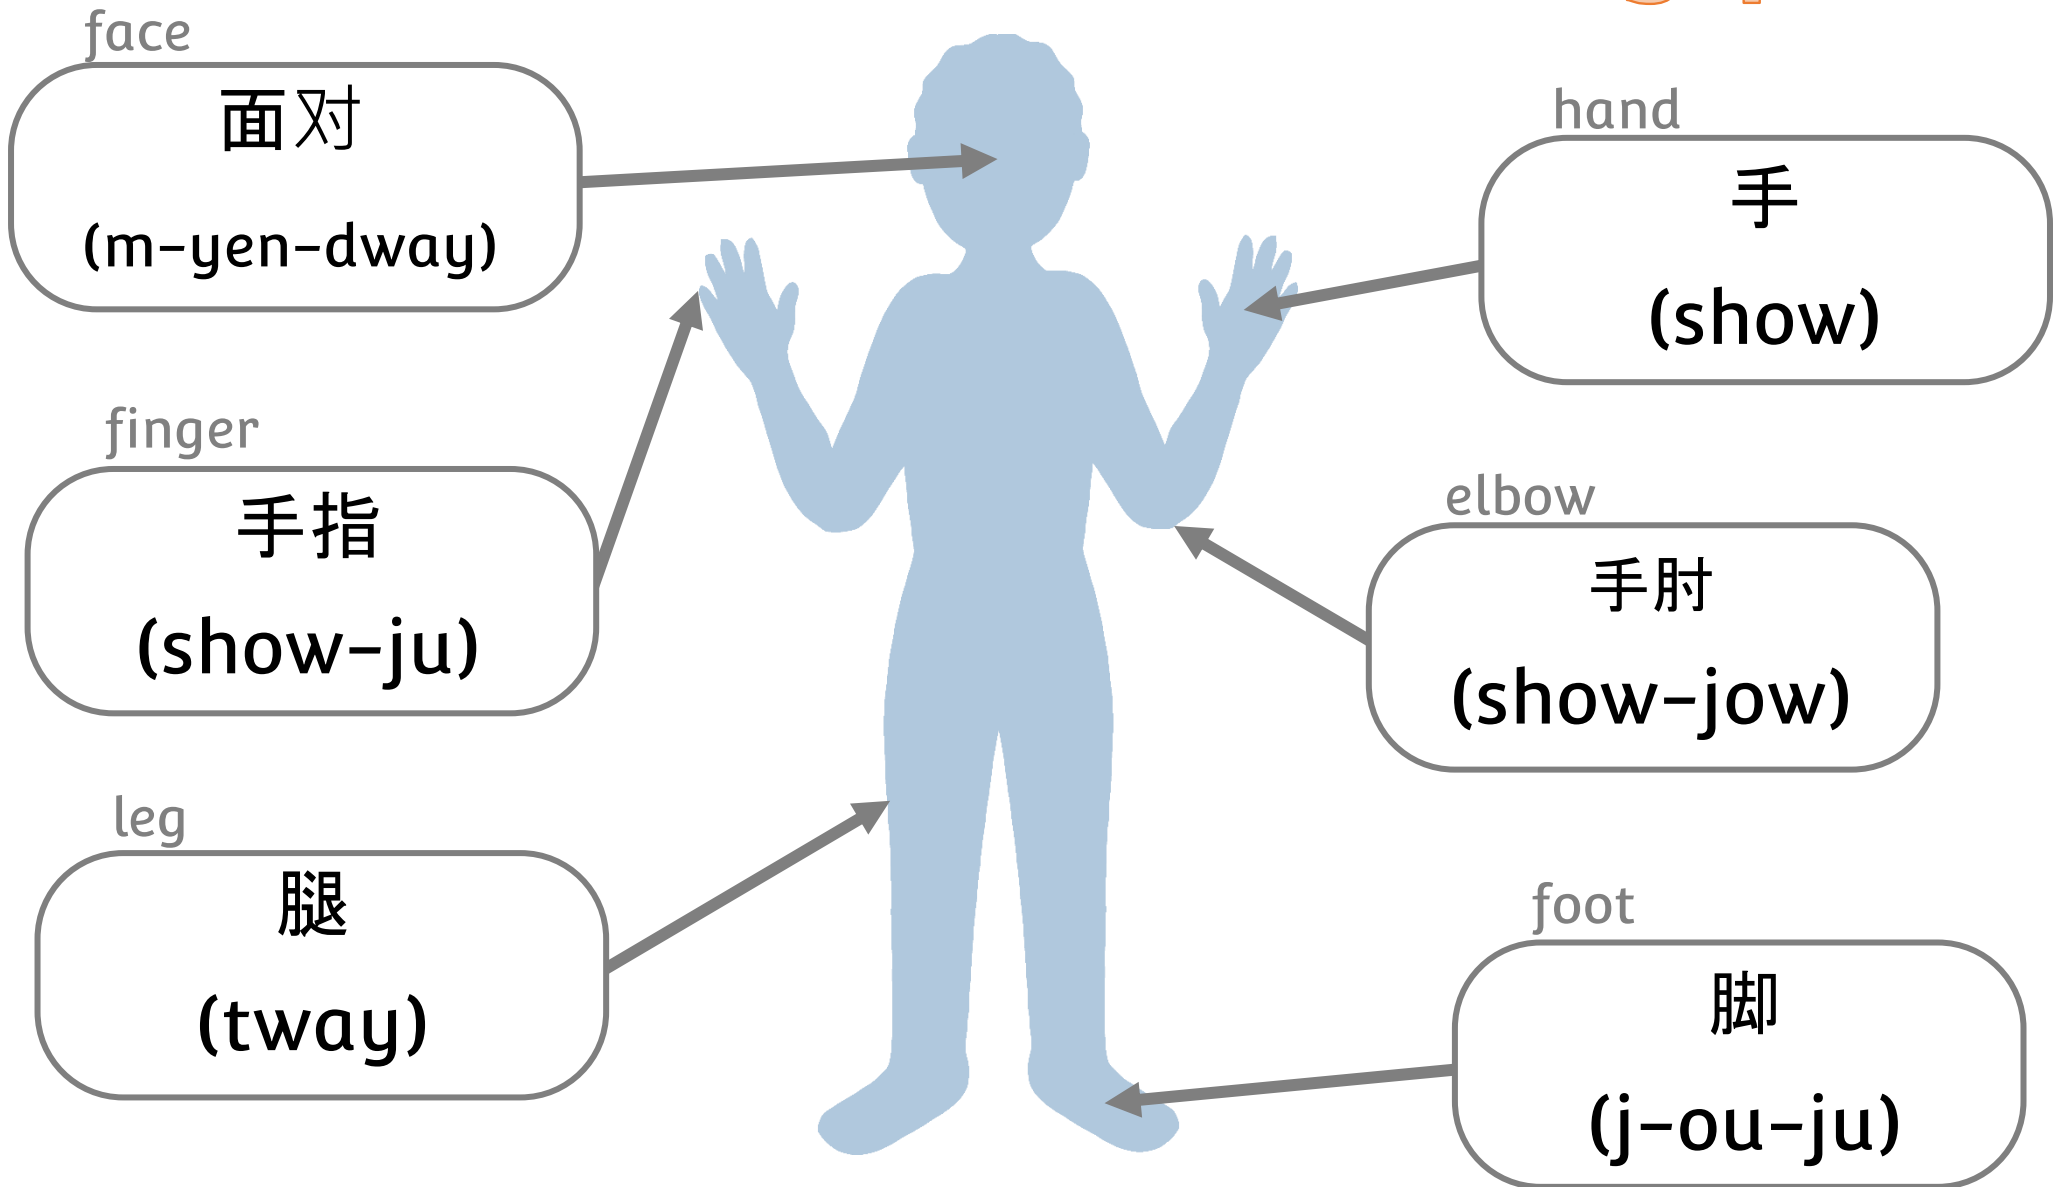 face
面对
(m-yen-dway)
hand
手
(show)
finger
手指
(show-ju)
elbow
手肘
(show-jow)
leg
腿
(tway)
foot
脚
(j-ou-ju)